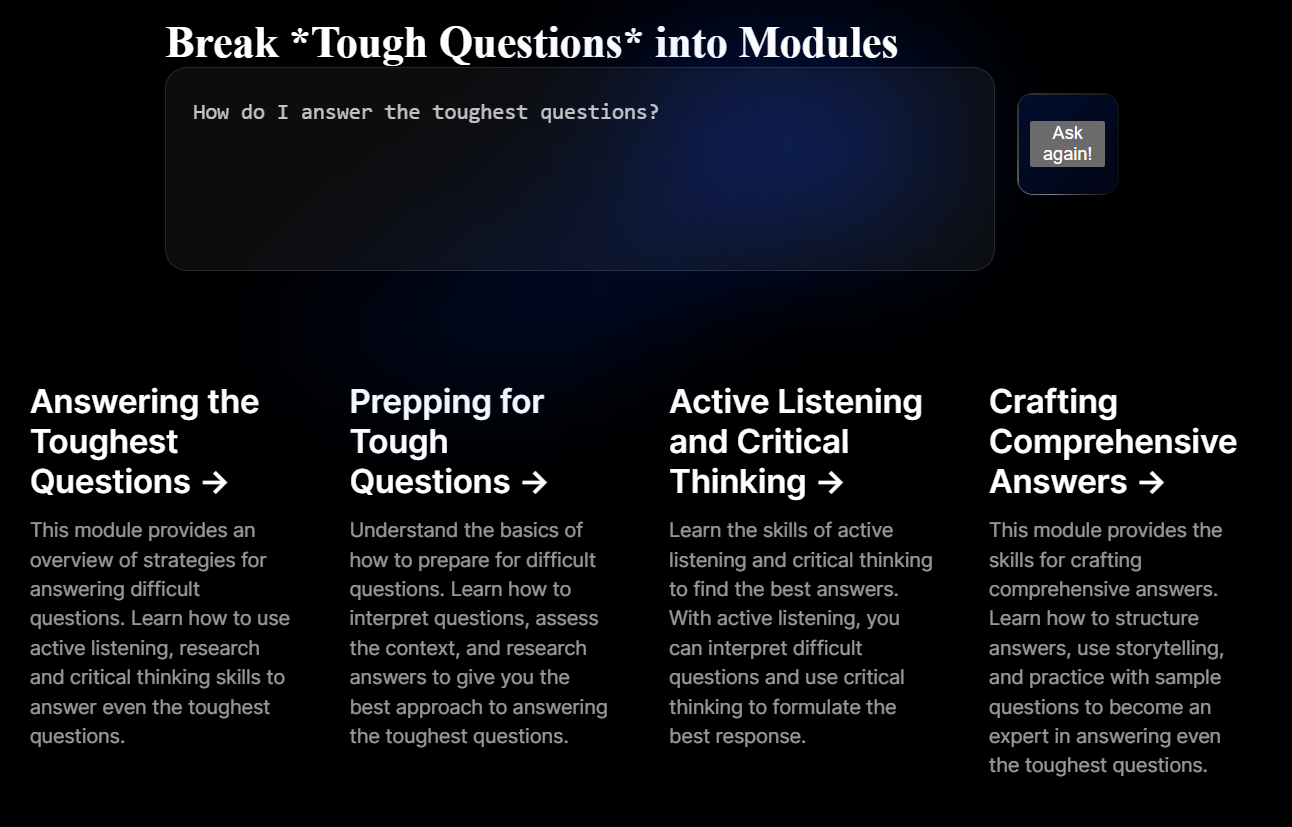 Break *Tough Questions* into Modules
How do I answer the toughest questions?
Ask
again!
Answering the
Toughest
Questions →
This module provides an
overview of strategies for
answering difficult
questions. Learn how to use
active listening, research
and critical thinking skills to
answer even the toughest
questions.
Prepping for
Tough
Questions →
Understand the basics of
how to prepare for difficult
questions. Learn how to
interpret questions, assess
the context, and research
answers to give you the
best approach to answering
the toughest questions.
Active Listening
and Critical
Thinking →
Learn the skills of active
listening and critical thinking
to find the best answers.
With active listening, you
can interpret difficult
questions and use critical
thinking to formulate the
best response.
Crafting
Comprehensive
Answers →
This module provides the
skills for crafting
comprehensive answers.
Learn how to structure
answers, use storytelling,
and practice with sample
questions to become an
expert in answering even
the toughest questions.